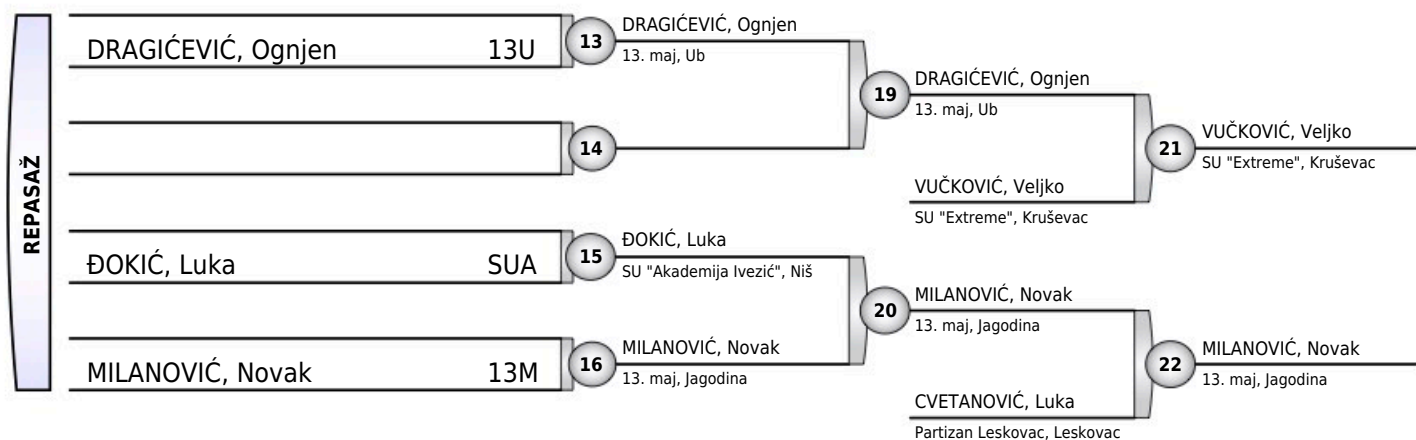 REPASAŽ
DRAGIĆEVIĆ, Ognjen 13U
13
DRAGIĆEVIĆ, Ognjen
13. maj, Ub
14
19
DRAGIĆEVIĆ, Ognjen
13. maj, Ub
VUČKOVIĆ, Veljko
SU "Extreme", Kruševac
21
VUČKOVIĆ, Veljko
SU "Extreme", Kruševac
ĐOKIĆ, Luka SUA
15
ĐOKIĆ, Luka
SU "Akademija Ivezić", Niš
MILANOVIĆ, Novak 13M
16
MILANOVIĆ, Novak
13. maj, Jagodina
20
MILANOVIĆ, Novak
13. maj, Jagodina
CVETANOVIĆ, Luka
Partizan Leskovac, Leskovac
22
MILANOVIĆ, Novak
13. maj, Jagodina